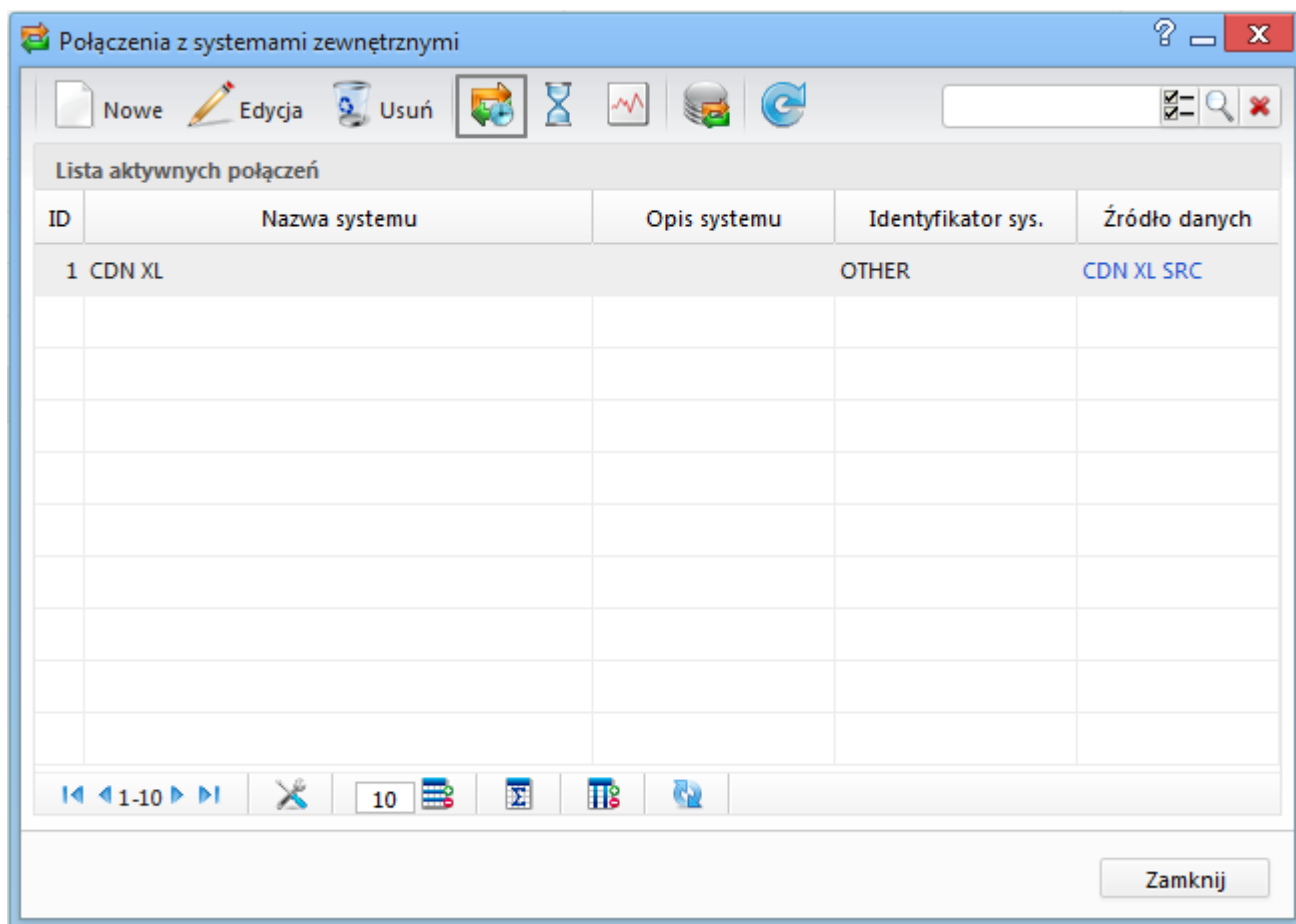 Połączenia z systemami zewnętrznymi
Nowe Edycja Usuń
Lista aktywnych połączeń
ID Nazwa systemu Opis systemu Identyfikator sys. Źródło danych
1 CDN XL OTHER CDN XL SRC
1-10 10
Zamknij